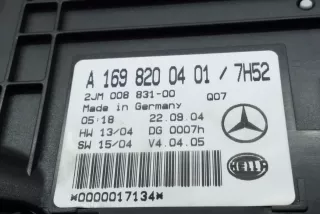 A 169 820 04 01 / 7H52
2JM 008 831-00 Q07
Made in Germany
05:18 22.09.04
HW 13/04 DG 0007h
SW 15/04 V4.04.05
HELLA
*0000017134*